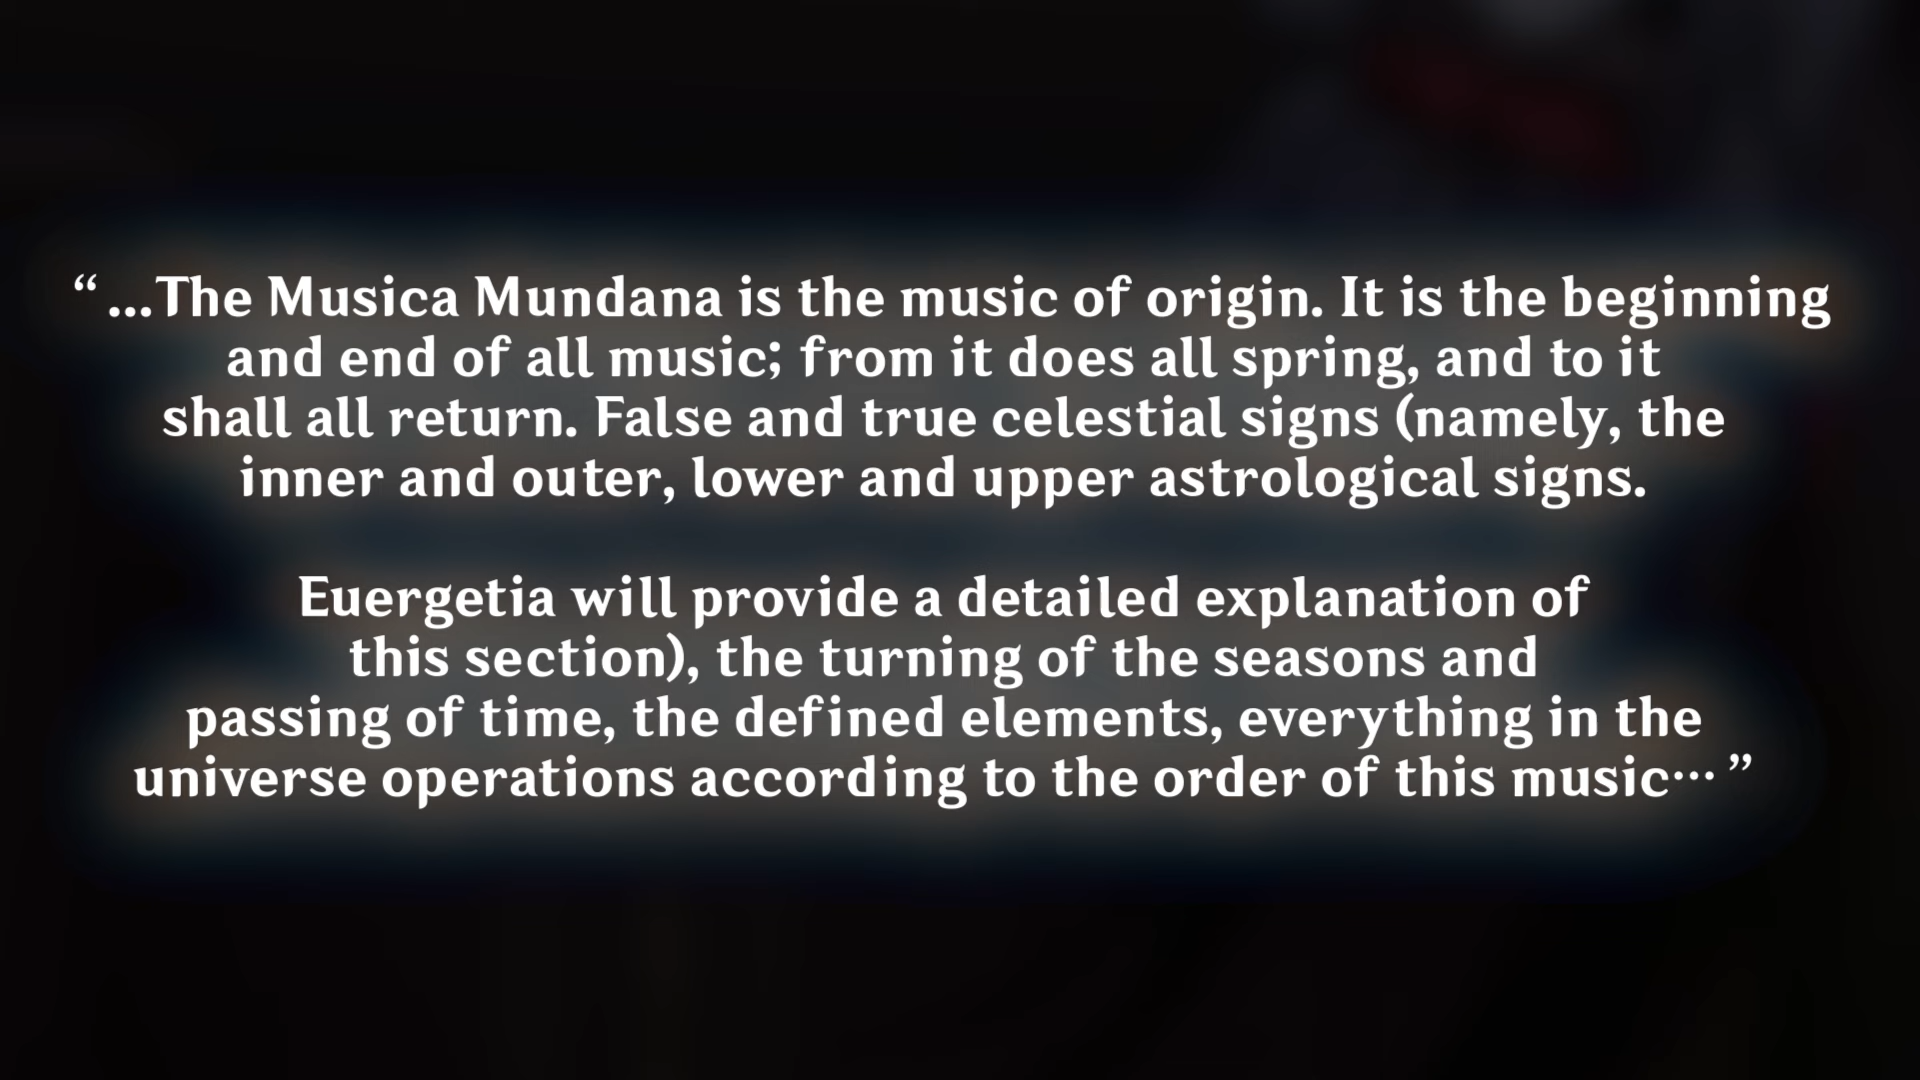 “ ...The Musica Mundana is the music of origin. It is the beginning
and end of all music; from it does all spring, and to it
shall all return. False and true celestial signs (namely, the
inner and outer, lower and upper astrological signs.
Euergetia will provide a detailed explanation of
this section), the turning of the seasons and
passing of time, the defined elements, everything in the
universe operations according to the order of this music··· ”